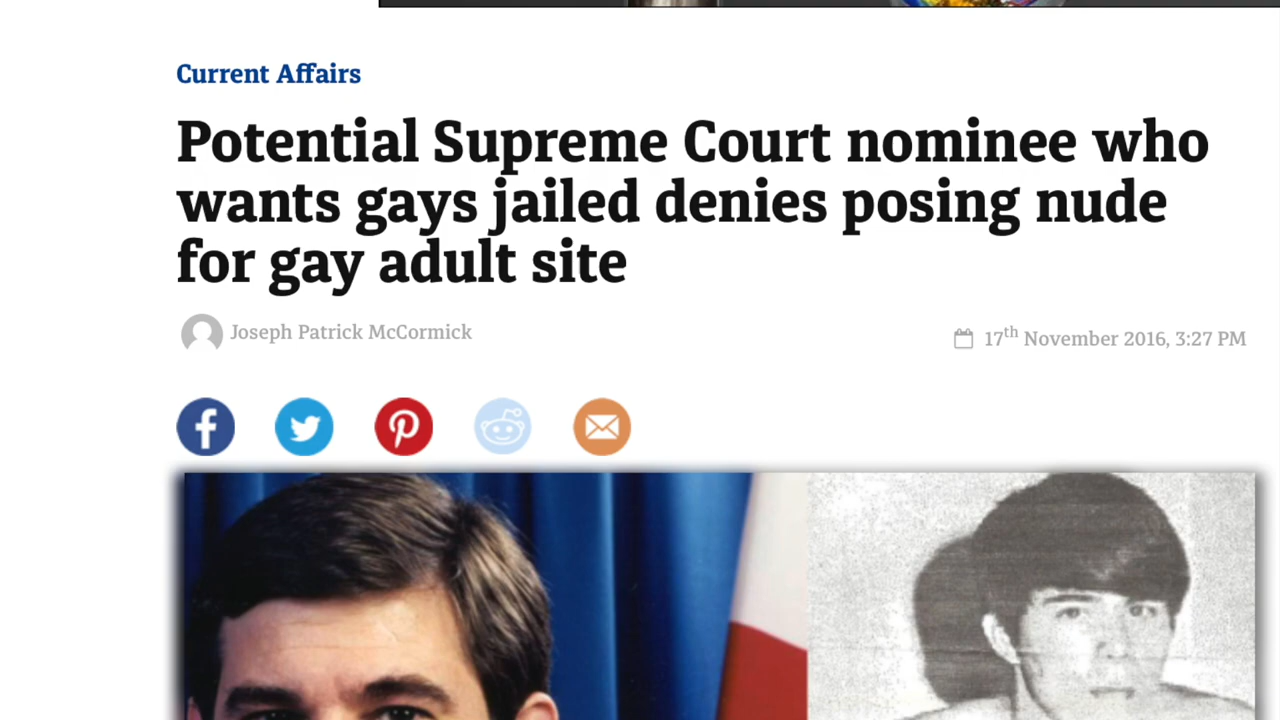 Current Affairs
Potential Supreme Court nominee who
wants gays jailed denies posing nude
for gay adult site
Joseph Patrick McCormick
17th November 2016, 3:27 PM